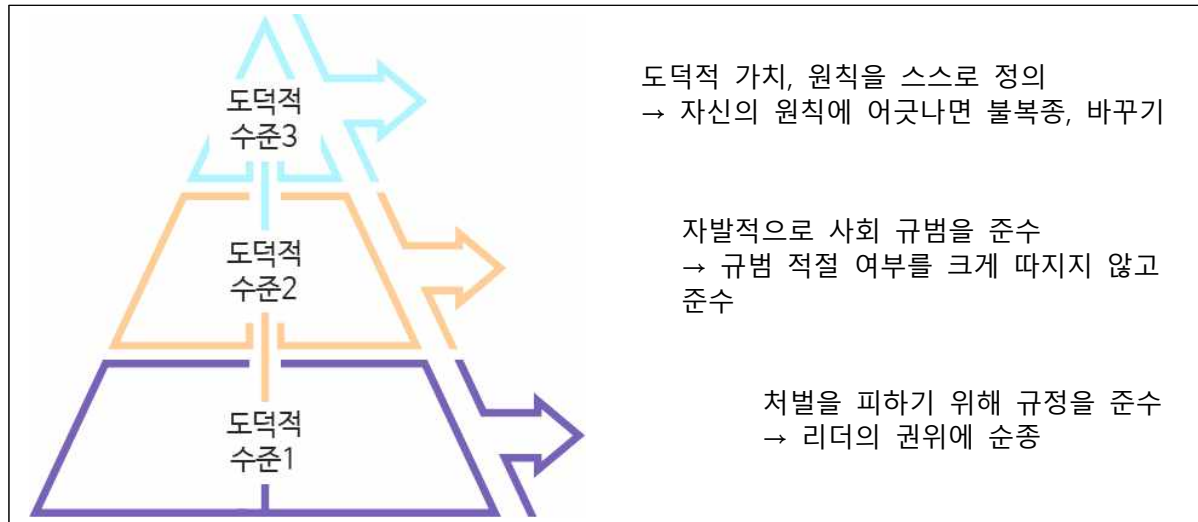 도덕적
수준3
도덕적 가치, 원칙을 스스로 정의
→ 자신의 원칙에 어긋나면 불복종, 바꾸기
도덕적
수준2
자발적으로 사회 규범을 준수
→ 규범 적절 여부를 크게 따지지 않고
준수
도덕적
수준1
처벌을 피하기 위해 규정을 준수
→ 리더의 권위에 순종